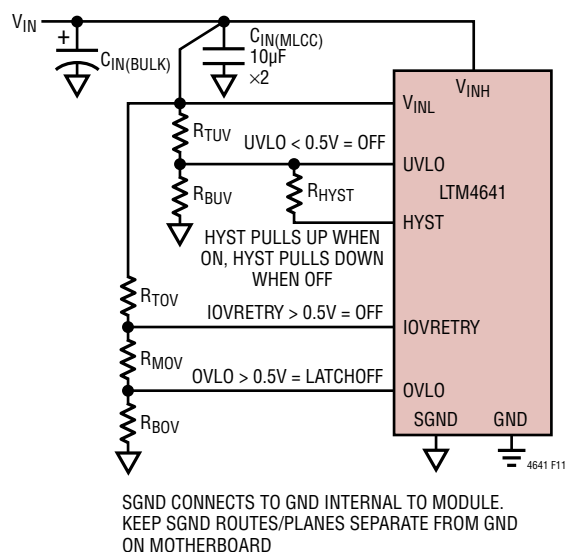 VIN
+
CIN(BULK)
CIN(MLCC)
10µF
×2
VINH
VINL
RTUV
UVLO < 0.5V = OFF
UVLO
RBUV
RHYST
LTM4641
HYST
HYST PULLS UP WHEN
ON, HYST PULLS DOWN
WHEN OFF
RTOV
IOVRETRY > 0.5V = OFF
IOVRETRY
RMOV
OVLO > 0.5V = LATCHOFF
OVLO
RBOV
SGND
GND
4641 F11
SGND CONNECTS TO GND INTERNAL TO MODULE.
KEEP SGND ROUTES/PLANES SEPARATE FROM GND
ON MOTHERBOARD